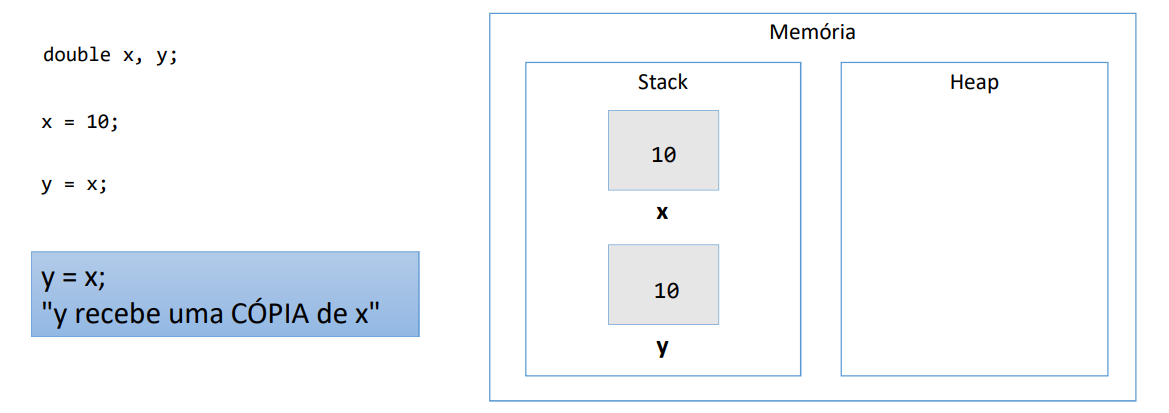 double x, y;
x = 10;
y = x;
y = x;
"y recebe uma CÓPIA de x"
Memória
Stack
Heap
10
x
10
y